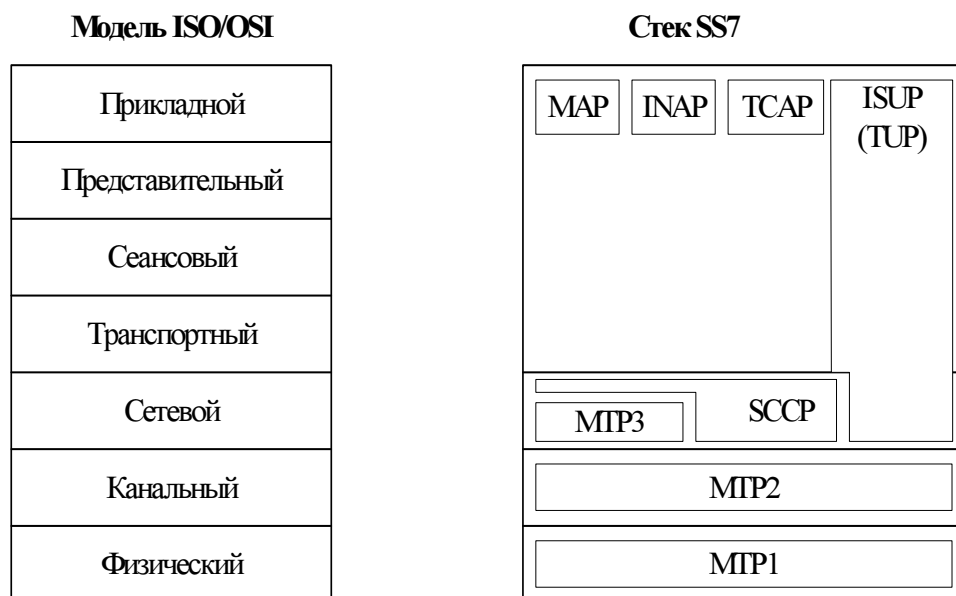 Модель ISO/OSI
Прикладной
Представительный
Сеансовый
Транспортный
Сетевой
Канальный
Физический
Стек SS7
MAP
INAP
TCAP
ISUP
(TUP)
MTP3
SCCP
MTP2
MTP1